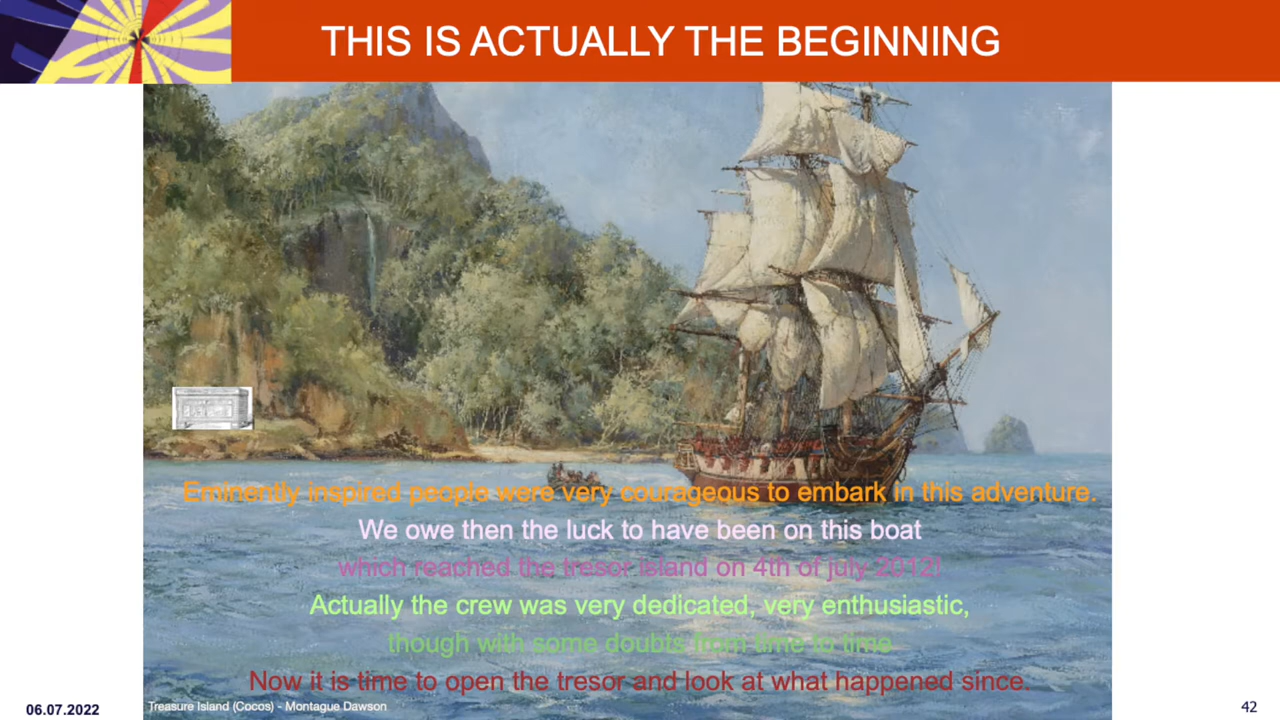 THIS IS ACTUALLY THE BEGINNING
Eminently inspired people were very courageous to embark in this adventure.
We owe then the luck to have been on this boat
which reached the tresor island on 4th of july 2012!
Actually the crew was very dedicated, very enthusiastic,
though with some doubts from time to time
Now it is time to open the tresor and look at what happened since.
06.07.2022
Treasure Island (Cocos) - Montague Dawson
42